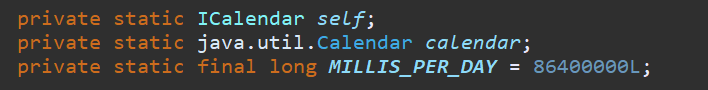 private static ICalendar self;
private static java.util.Calendar calendar;
private static final long MILLIS_PER_DAY = 86400000L;